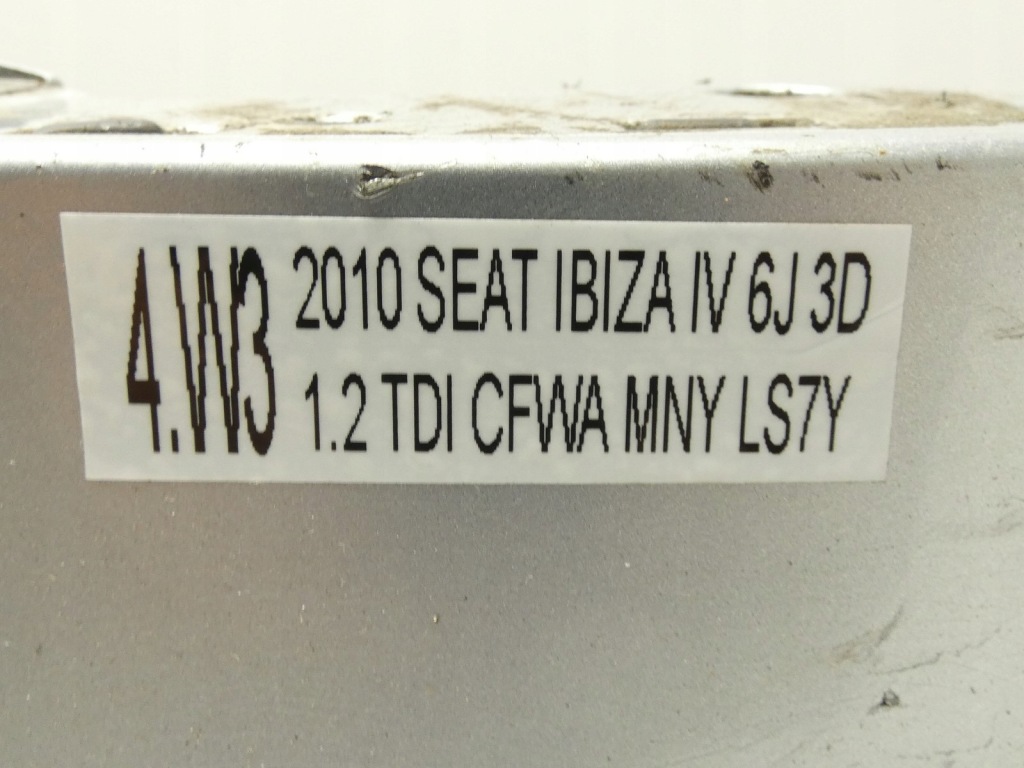 4.W3
2010 SEAT IBIZA IV 6J 3D
1.2 TDI CFWA MNY LS7Y